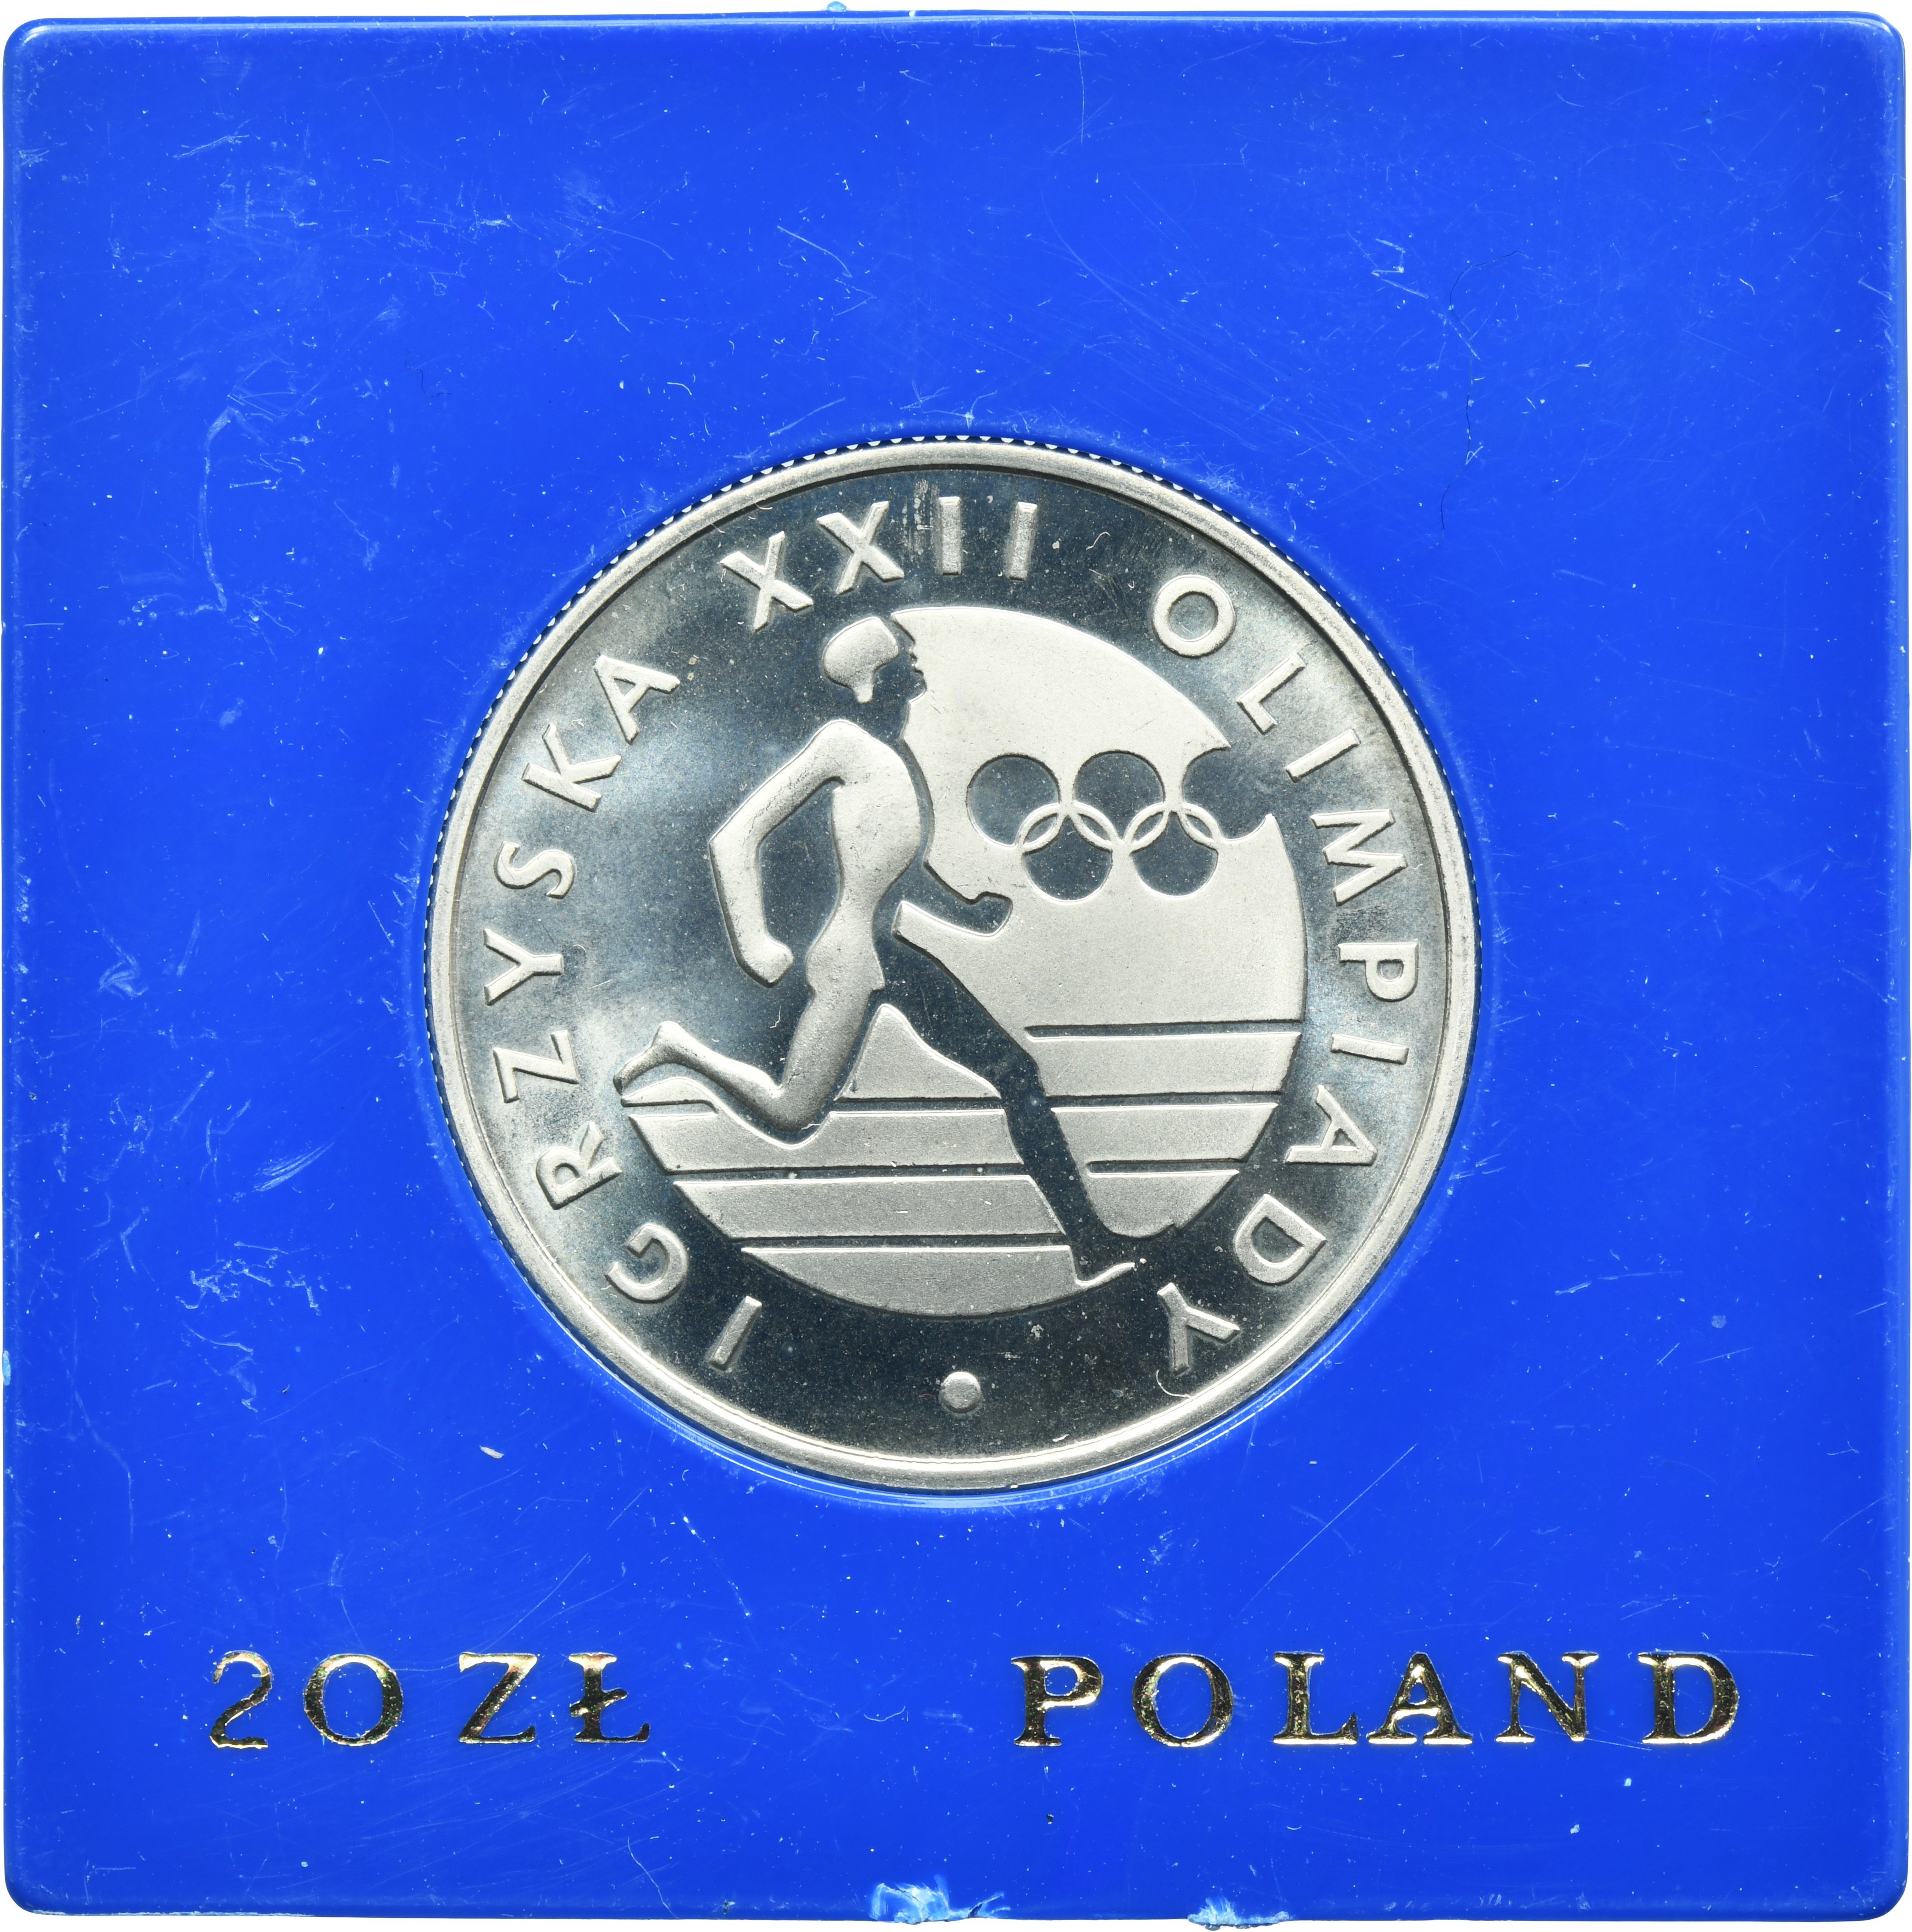 IGRZYSKA XXII OLIMPIADY
20 ZŁ POLAND